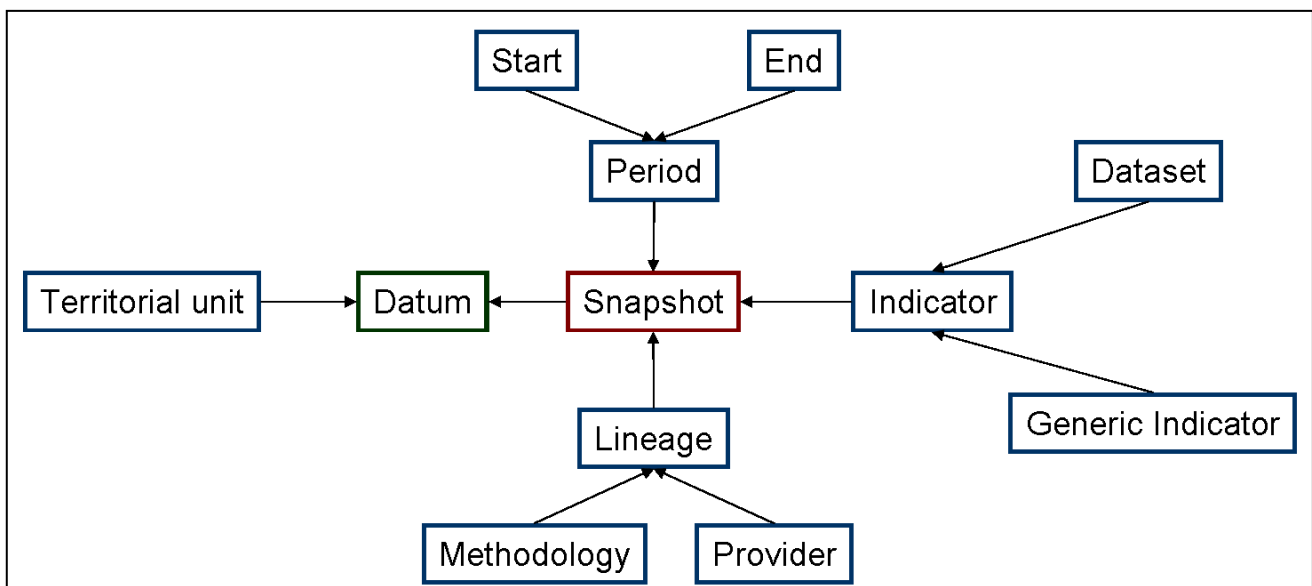 Start
End
Period
Dataset
Territorial unit
Datum
Snapshot
Indicator
Lineage
Generic Indicator
Methodology
Provider